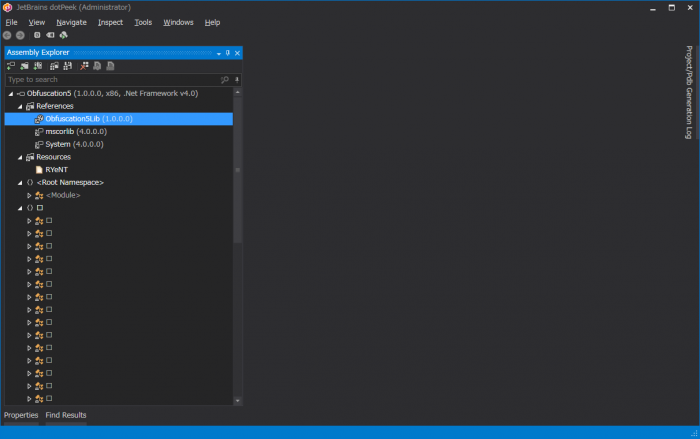 JetBrains dotPeek (Administrator)
File View Navigate Inspect Tools Windows Help
Assembly Explorer
Type to search
Obfuscation5 (1.0.0.0, x86, .Net Framework v4.0)
References
Obfuscation5Lib (1.0.0.0)
mscorlib (4.0.0.0)
System (4.0.0.0)
Resources
RYeNT
<Root Namespace>
<Module>
Properties Find Results
Project/Pdb Generation Log